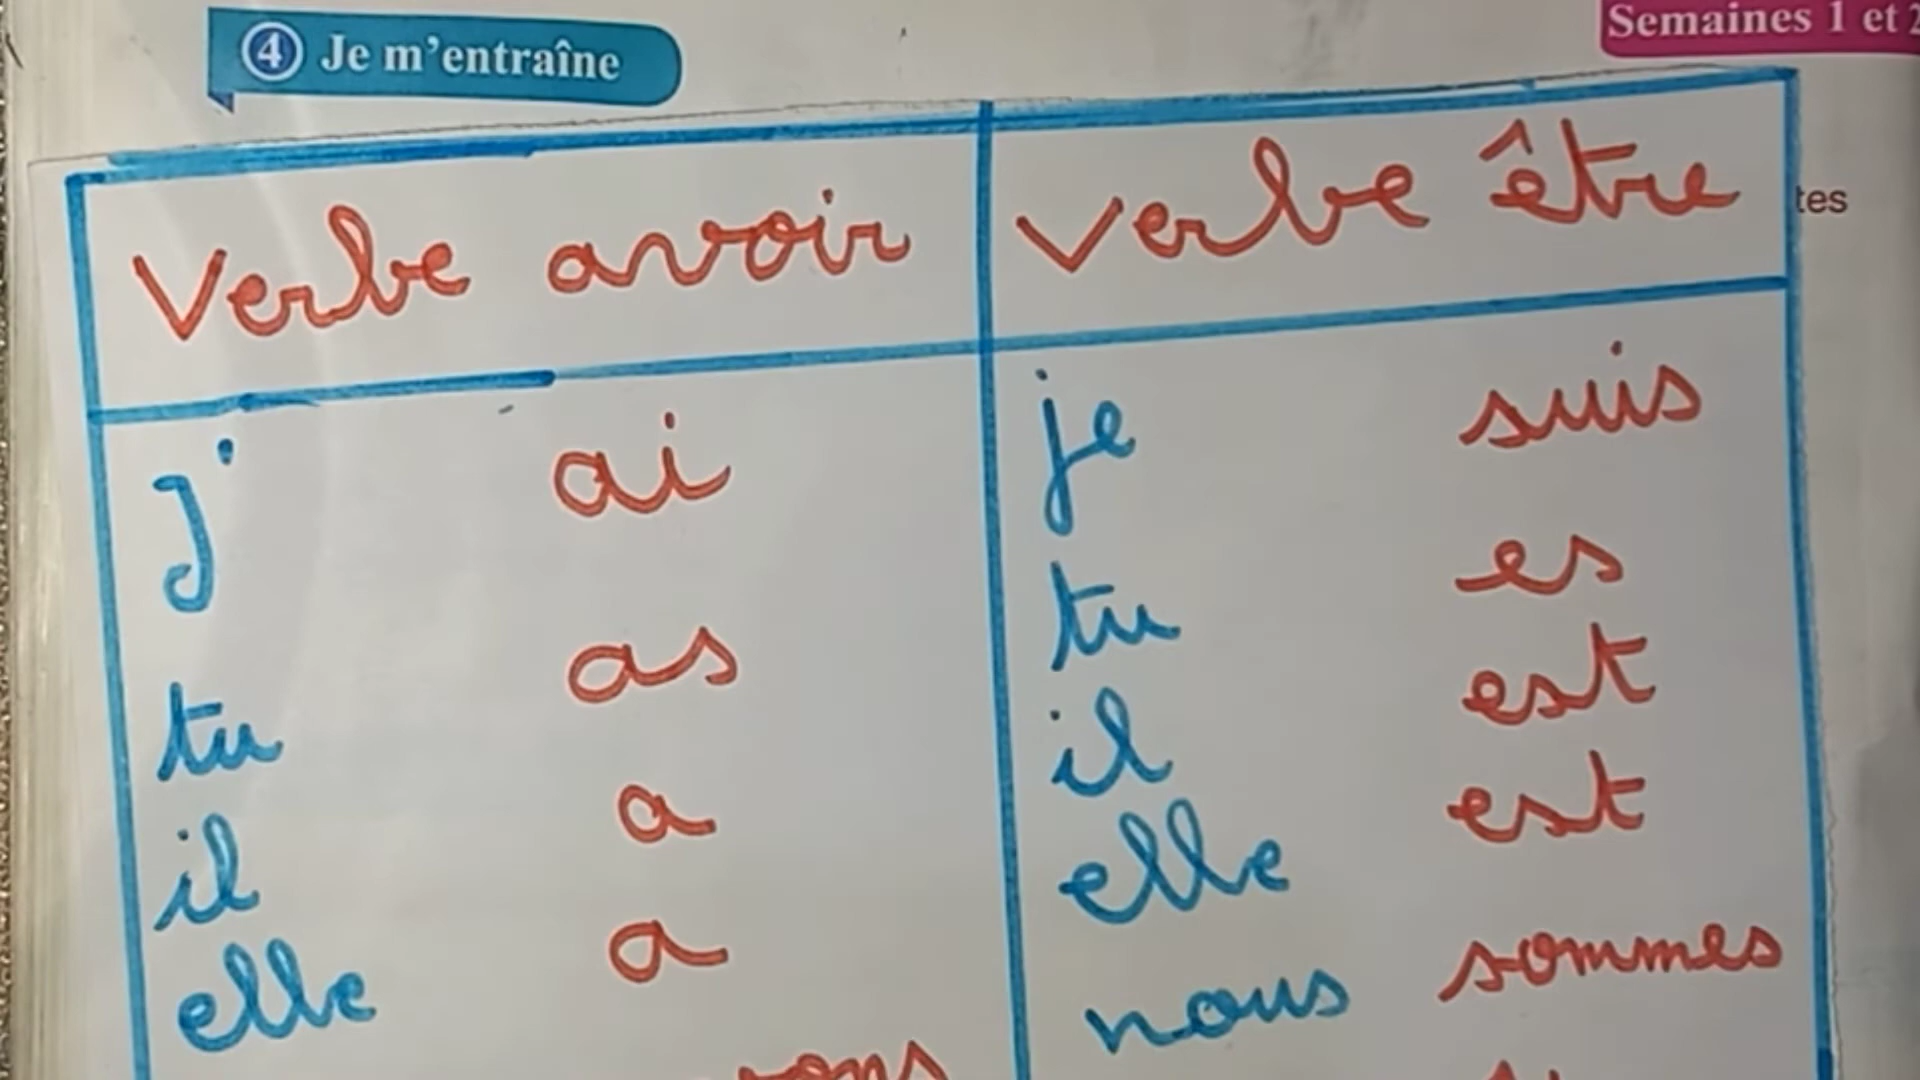 4 Je m'entraîne
Semaines 1 et 2
tes
Verbe avoir
Verbe être
j' ai
tu as
il a
elle a
je suis
tu es
il est
elle est
nous sommes